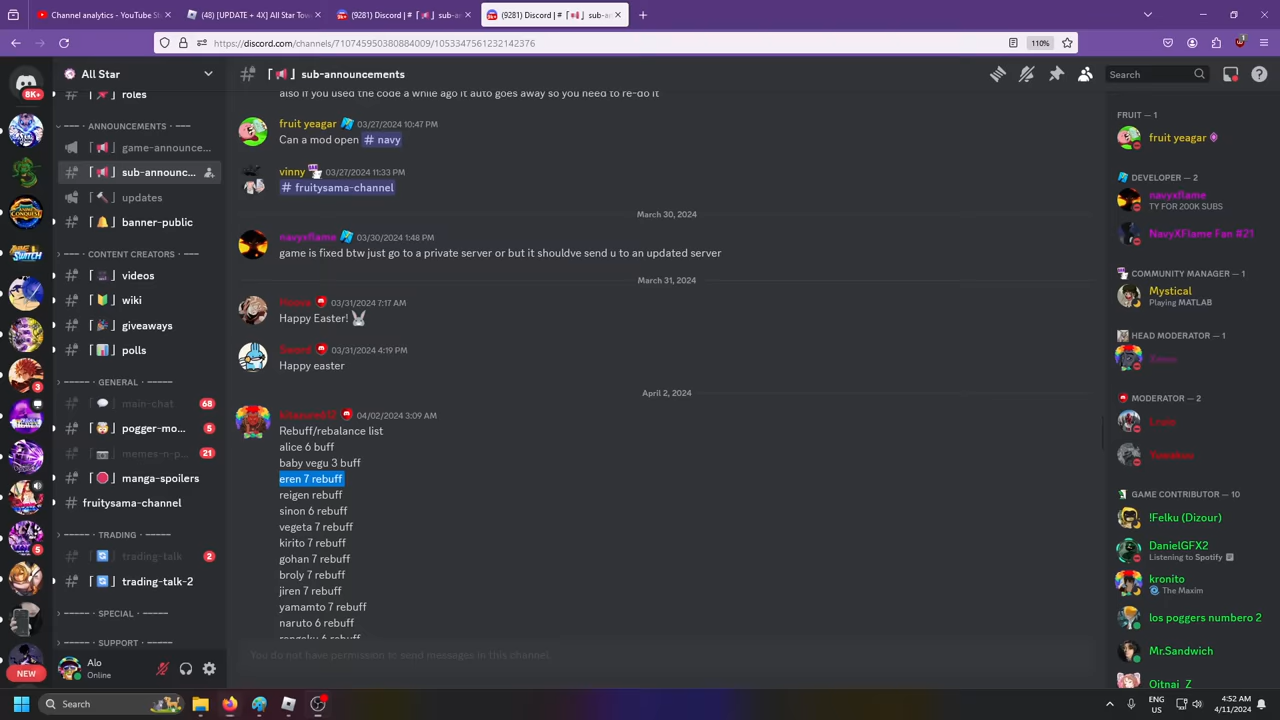 Channel analytics - YouTube S
(48) [UPDATE + 4X] All Star Tow
(9281) Discord | # 「📢」sub-a
(9281) Discord | # 「📢」sub-a
https://discord.com/channels/710745950380884009/1053347561232142376
110%
8K+
All Star
roles
ANNOUNCEMENTS
game-announce...
sub-announc...
updates
banner-public
CONTENT CREATORS
videos
wiki
giveaways
polls
GENERAL
main-chat 68
pogger-mo... 5
memes-n-p... 21
manga-spoilers
fruitysama-channel
TRADING
trading-talk 2
trading-talk-2
SPECIAL
SUPPORT
3
5
NEW
Alo
Online
「📢」sub-announcements
Search
also if you used the code a while ago it auto goes away so you need to re-do it
fruit yeagar 03/27/2024 10:47 PM
Can a mod open # navy
vinny 03/27/2024 11:33 PM
# fruitysama-channel
March 30, 2024
navyxflame 03/30/2024 1:48 PM
game is fixed btw just go to a private server or but it shouldve send u to an updated server
March 31, 2024
03/31/2024 7:17 AM
Happy Easter! 🐰
Sword 03/31/2024 4:19 PM
Happy easter
April 2, 2024
04/02/2024 3:09 AM
Rebuff/rebalance list
alice 6 buff
baby vegu 3 buff
eren 7 rebuff
reigen rebuff
sinon 6 rebuff
vegeta 7 rebuff
kirito 7 rebuff
gohan 7 rebuff
broly 7 rebuff
jiren 7 rebuff
yamamto 7 rebuff
naruto 6 rebuff
rengoku 6 rebuff
You do not have permission to send messages in this channel.
FRUIT — 1
fruit yeagar
DEVELOPER — 2
navyxflame
TY FOR 200K SUBS
NavyXFlame Fan #21
COMMUNITY MANAGER — 1
Mystical
Playing MATLAB
HEAD MODERATOR — 1
MODERATOR — 2
GAME CONTRIBUTOR — 10
!Felku (Dizour)
DanielGFX2
Listening to Spotify
kronito
The Maxim
los poggers numbero 2
Mr.Sandwich
Oitnai_Z
Search
ENG
US
4:52 AM
4/11/2024